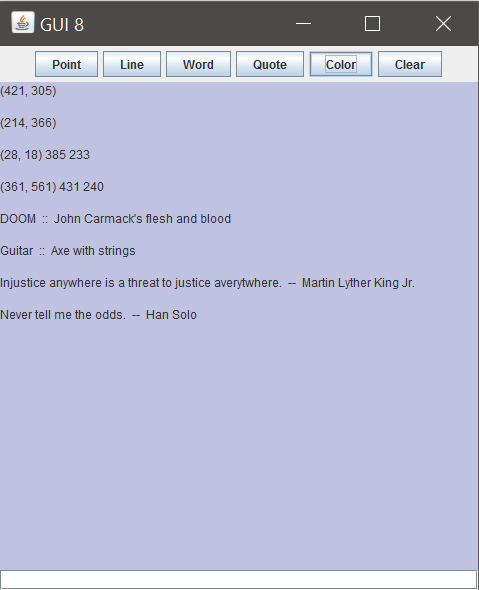 GUI 8
Point Line Word Quote Color Clear
(421, 305)
(214, 366)
(28, 18) 385 233
(361, 561) 431 240
DOOM :: John Carmack's flesh and blood
Guitar :: Axe with strings
Injustice anywhere is a threat to justice averytwhere. -- Martin Lyther King Jr.
Never tell me the odds. -- Han Solo